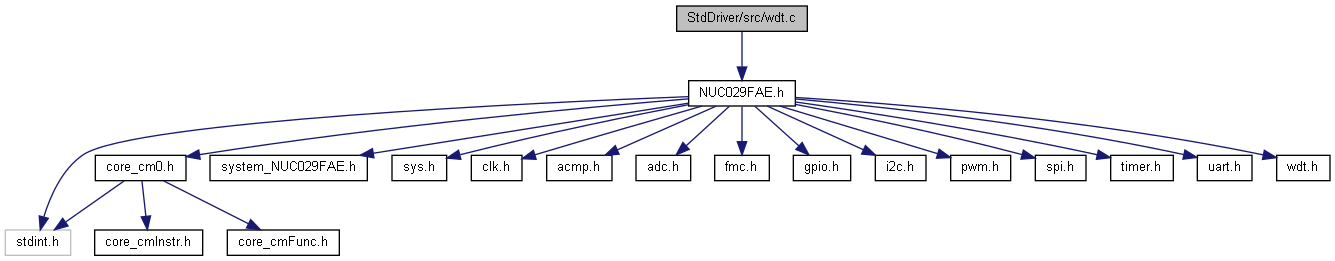 StdDriver/src/wdt.c
NUC029FAE.h
core_cm0.h
system_NUC029FAE.h
sys.h
clk.h
acmp.h
adc.h
fmc.h
gpio.h
i2c.h
pwm.h
spi.h
timer.h
uart.h
wdt.h
stdint.h
core_cmInstr.h
core_cmFunc.h